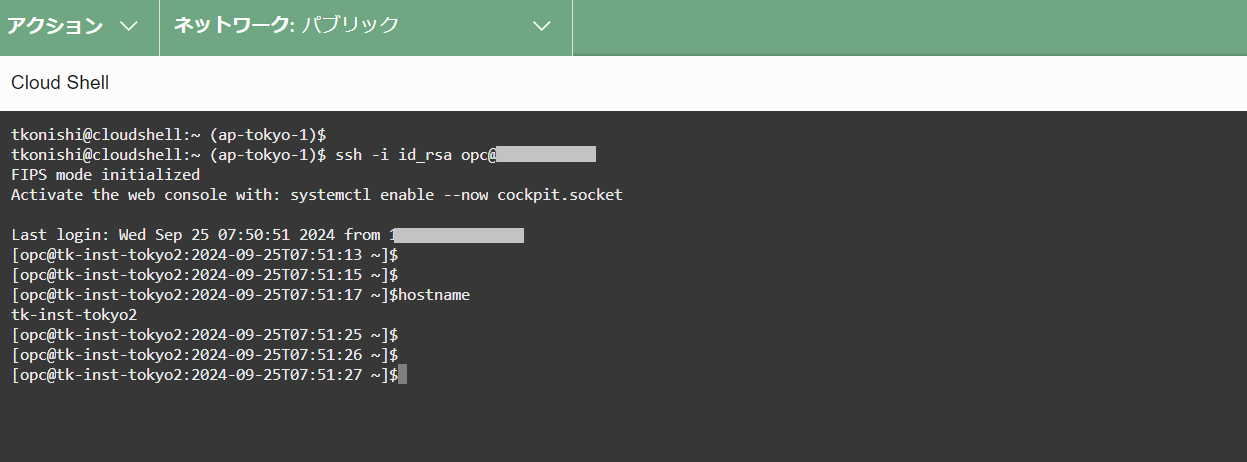 アクション ネットワーク: パブリック
Cloud Shell
tkonishi@cloudshell:~ (ap-tokyo-1)$
tkonishi@cloudshell:~ (ap-tokyo-1)$ ssh -i id_rsa opc@
FIPS mode initialized
Activate the web console with: systemctl enable --now cockpit.socket
Last login: Wed Sep 25 07:50:51 2024 from 1
[opc@tk-inst-tokyo2:2024-09-25T07:51:13 ~]$
[opc@tk-inst-tokyo2:2024-09-25T07:51:15 ~]$
[opc@tk-inst-tokyo2:2024-09-25T07:51:17 ~]$hostname
tk-inst-tokyo2
[opc@tk-inst-tokyo2:2024-09-25T07:51:25 ~]$
[opc@tk-inst-tokyo2:2024-09-25T07:51:26 ~]$
[opc@tk-inst-tokyo2:2024-09-25T07:51:27 ~]$